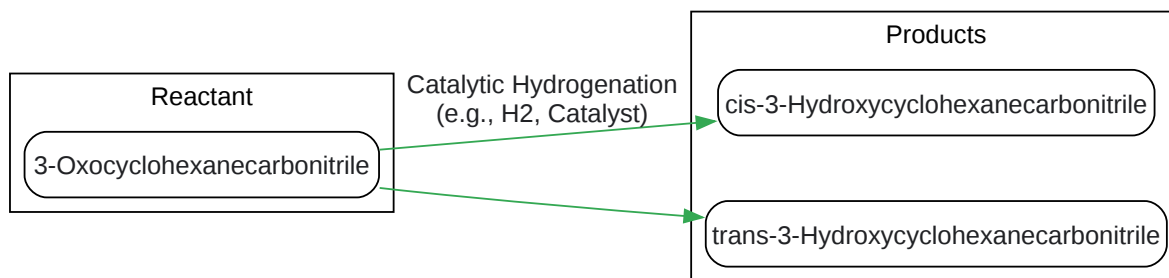 Reactant
3-Oxocyclohexanecarbonitrile
Catalytic Hydrogenation
(e.g., H2, Catalyst)
Products
cis-3-Hydroxycyclohexanecarbonitrile
trans-3-Hydroxycyclohexanecarbonitrile